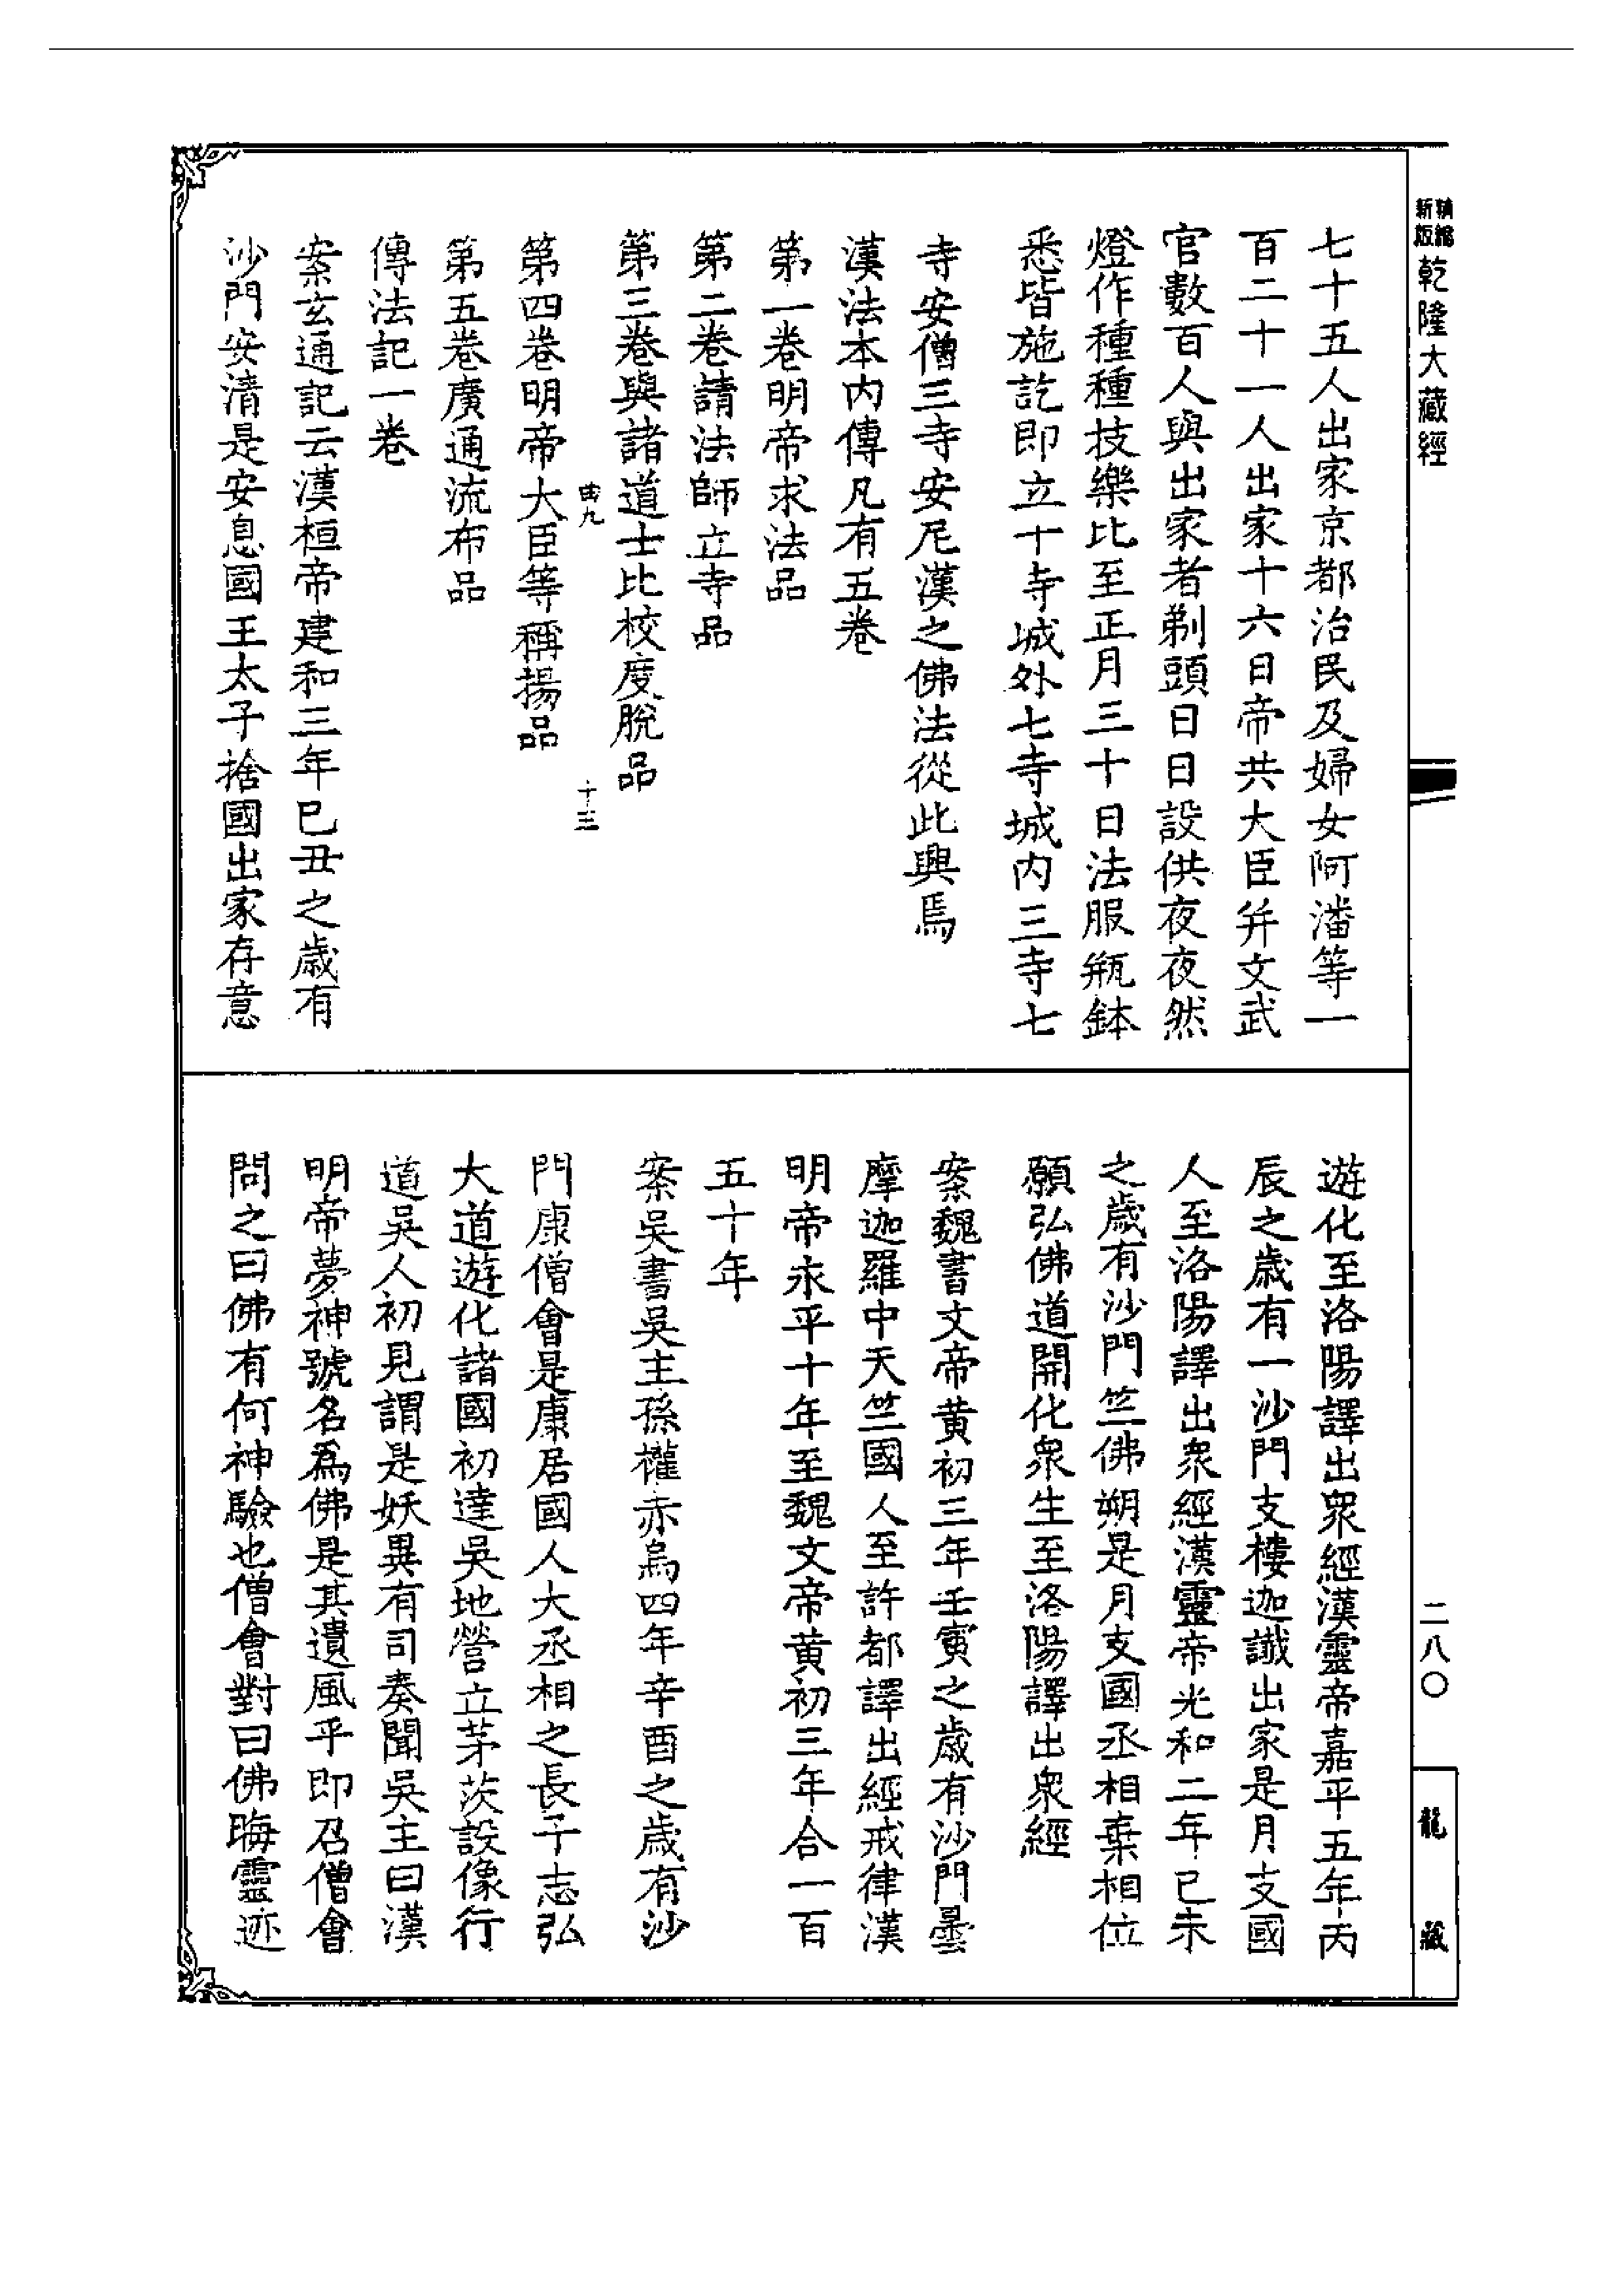 新編
新版
乾隆大藏經
七十五人出家京都治民及婦女阿潘等一
百二十一人出家十六日帝共大臣并文武
官數百人與出家者剃頭日日設供夜夜然
燈作種種技樂比至正月三十日法服瓶鉢
悉皆施訖即立十寺城外七寺城内三寺七
寺安僧三寺安尼漢之佛法從此興焉
漢法本内傳凡有五卷
第一卷明帝求法品
第二卷請法師立寺品
第三卷與諸道士比校度脫品
九
十三
第四卷明帝大臣等稱揚品
第五卷廣通流布品
傳法記一卷
案玄通記云漢桓帝建和三年巳丑之歲有
沙門安清是安息國王太子捨國出家存意
遊化至洛陽譯出衆經漢靈帝嘉平五年丙
辰之歲有一沙門支樓迦讖出家是月支國
人至洛陽譯出衆經漢靈帝光和二年巳未
之歲有沙門竺佛朔是月支國丞相棄相位
願弘佛道開化衆生至洛陽譯出衆經
案魏書文帝黄初三年壬寅之歲有沙門曇
摩迦羅中天竺國人至許都譯出經戒律漢
明帝永平十年至魏文帝黄初三年合一百
五十年
案吳書吳主孫權赤烏四年辛酉之歲有沙
門康僧會是康居國人大丞相之長子志弘
大道遊化諸國初達吳地營立茅茨設像行
道吳人初見謂是妖異有司奏聞吳主曰漢
明帝夢神號名爲佛是其遺風乎即召僧會
問之曰佛有何神驗也僧會對曰佛晦靈迹
二八〇
龍藏